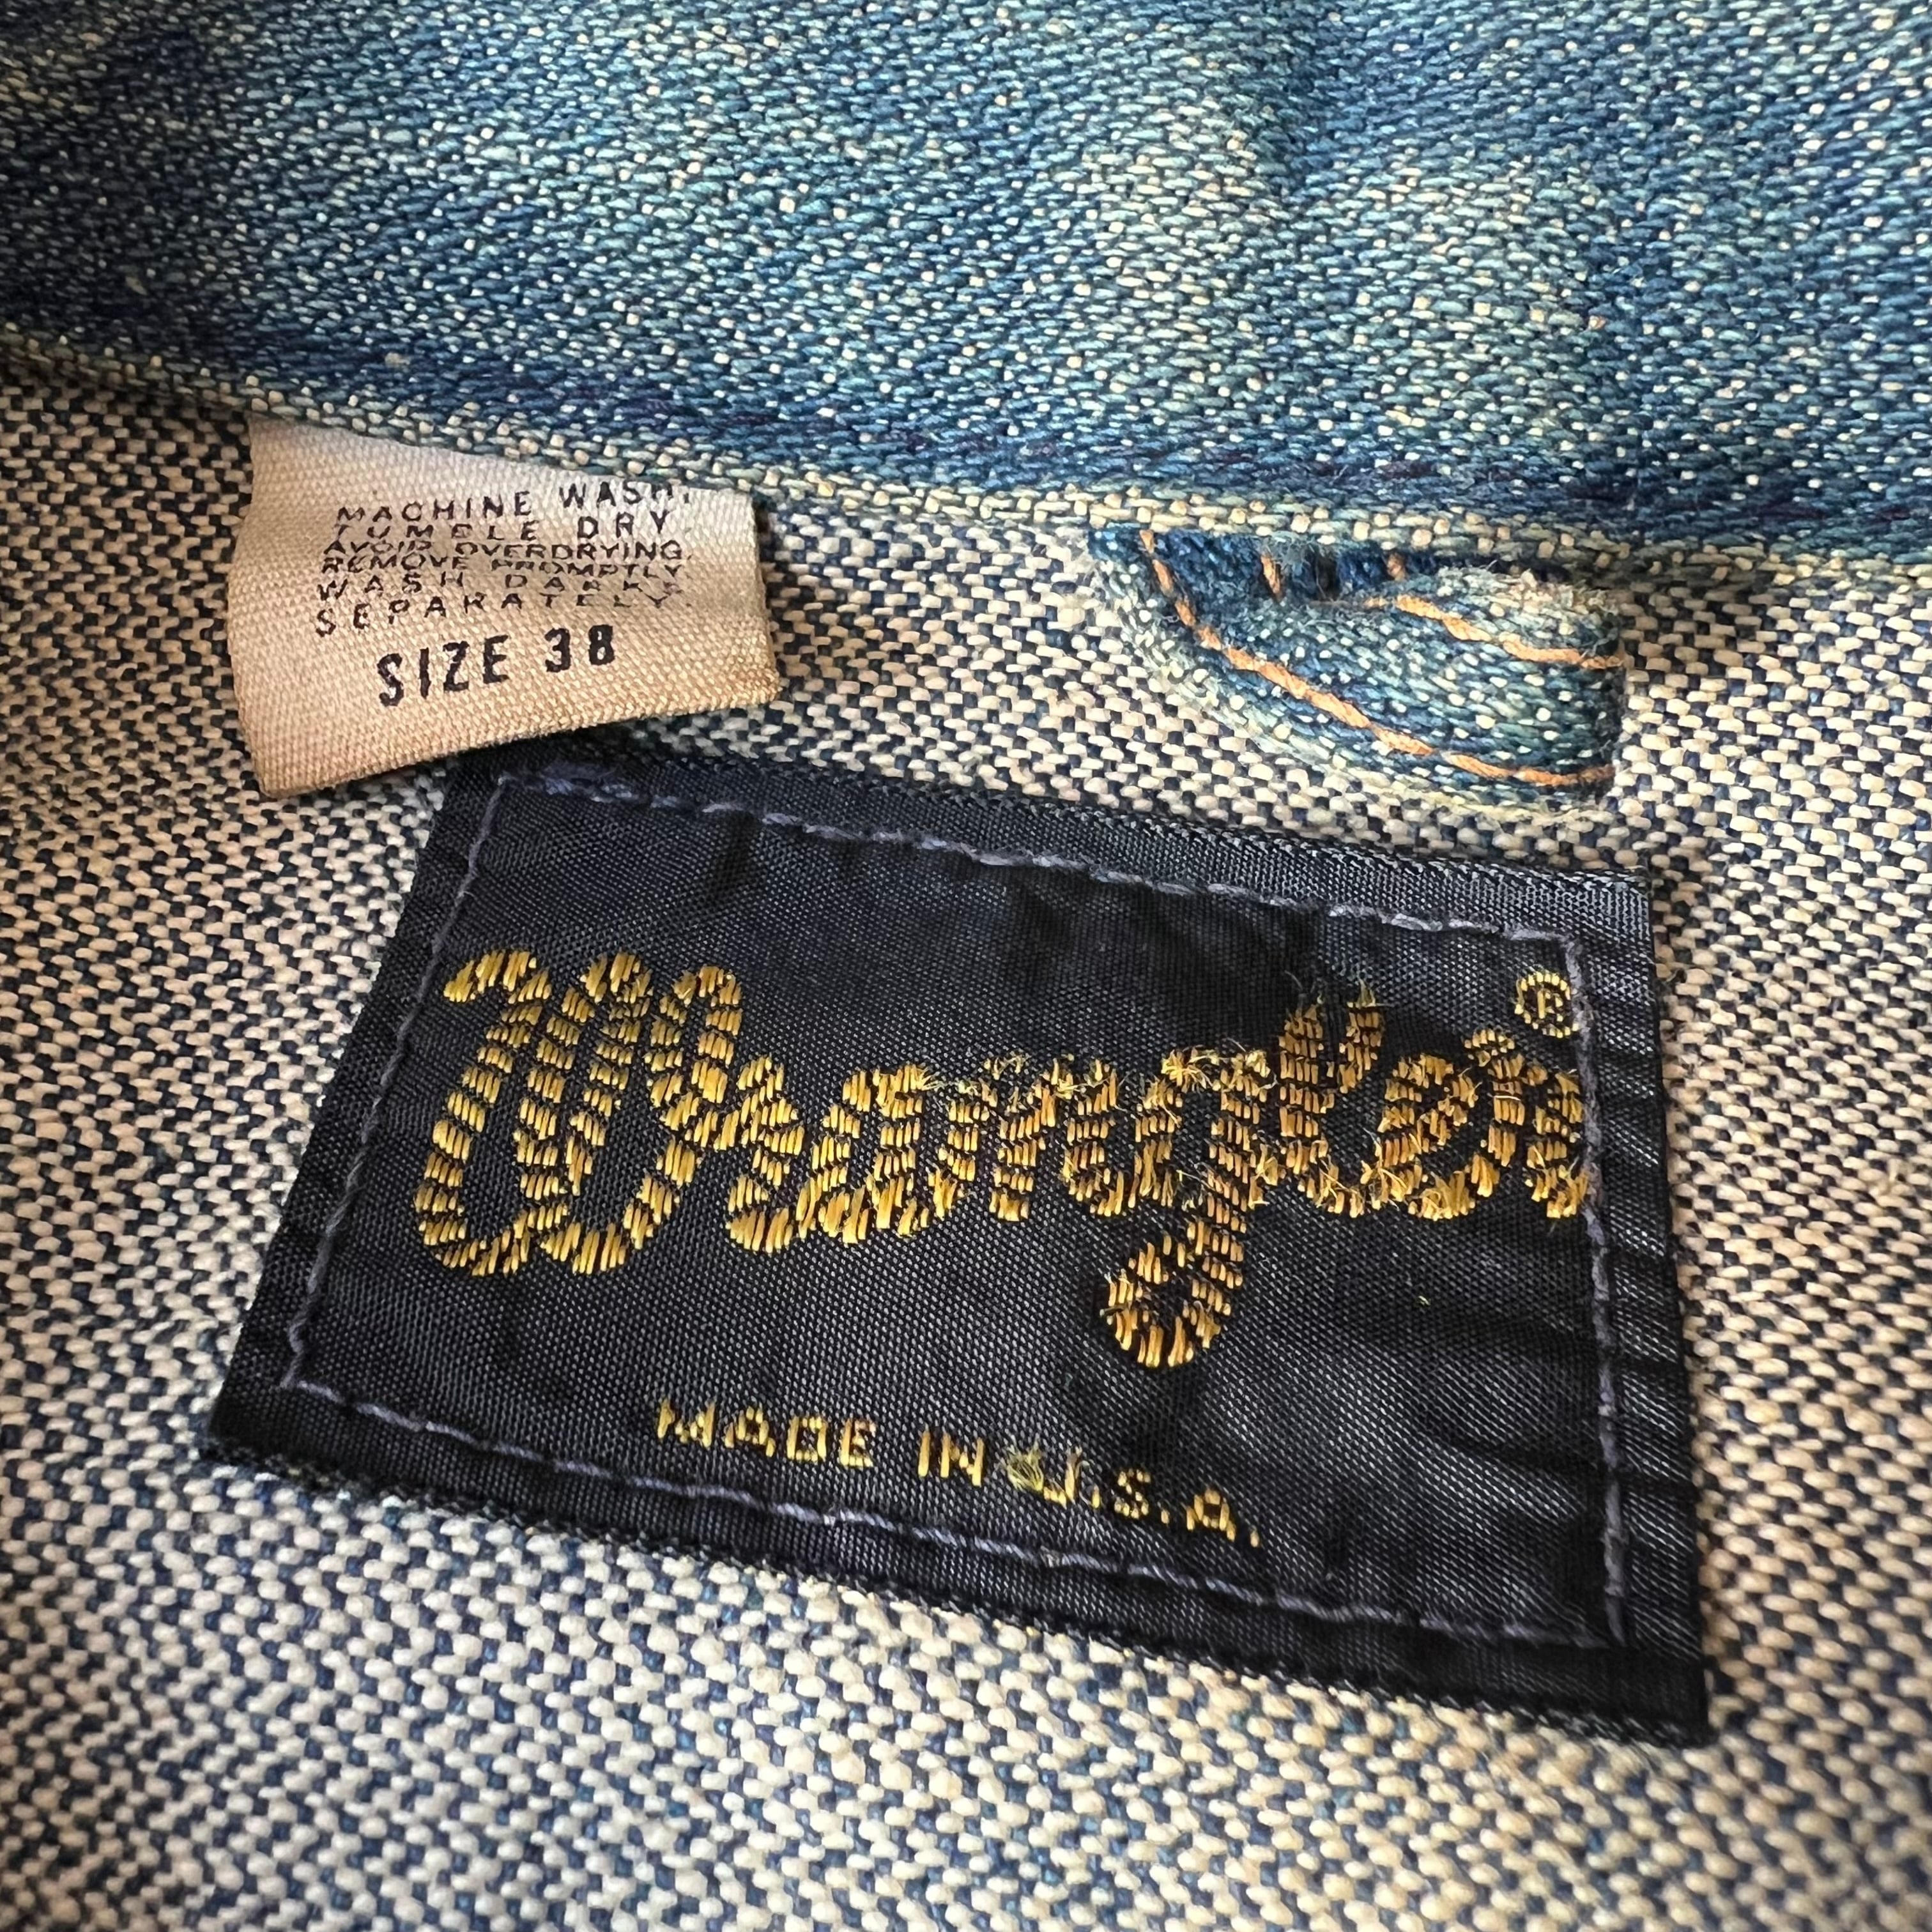 MACHINE WASH.
TUMBLE DRY.
AVOID OVERDRYING.
REMOVE PROMPTLY.
WASH DARKS
SEPARATELY.
SIZE 38
Wrangler®
MADE IN U.S.A.